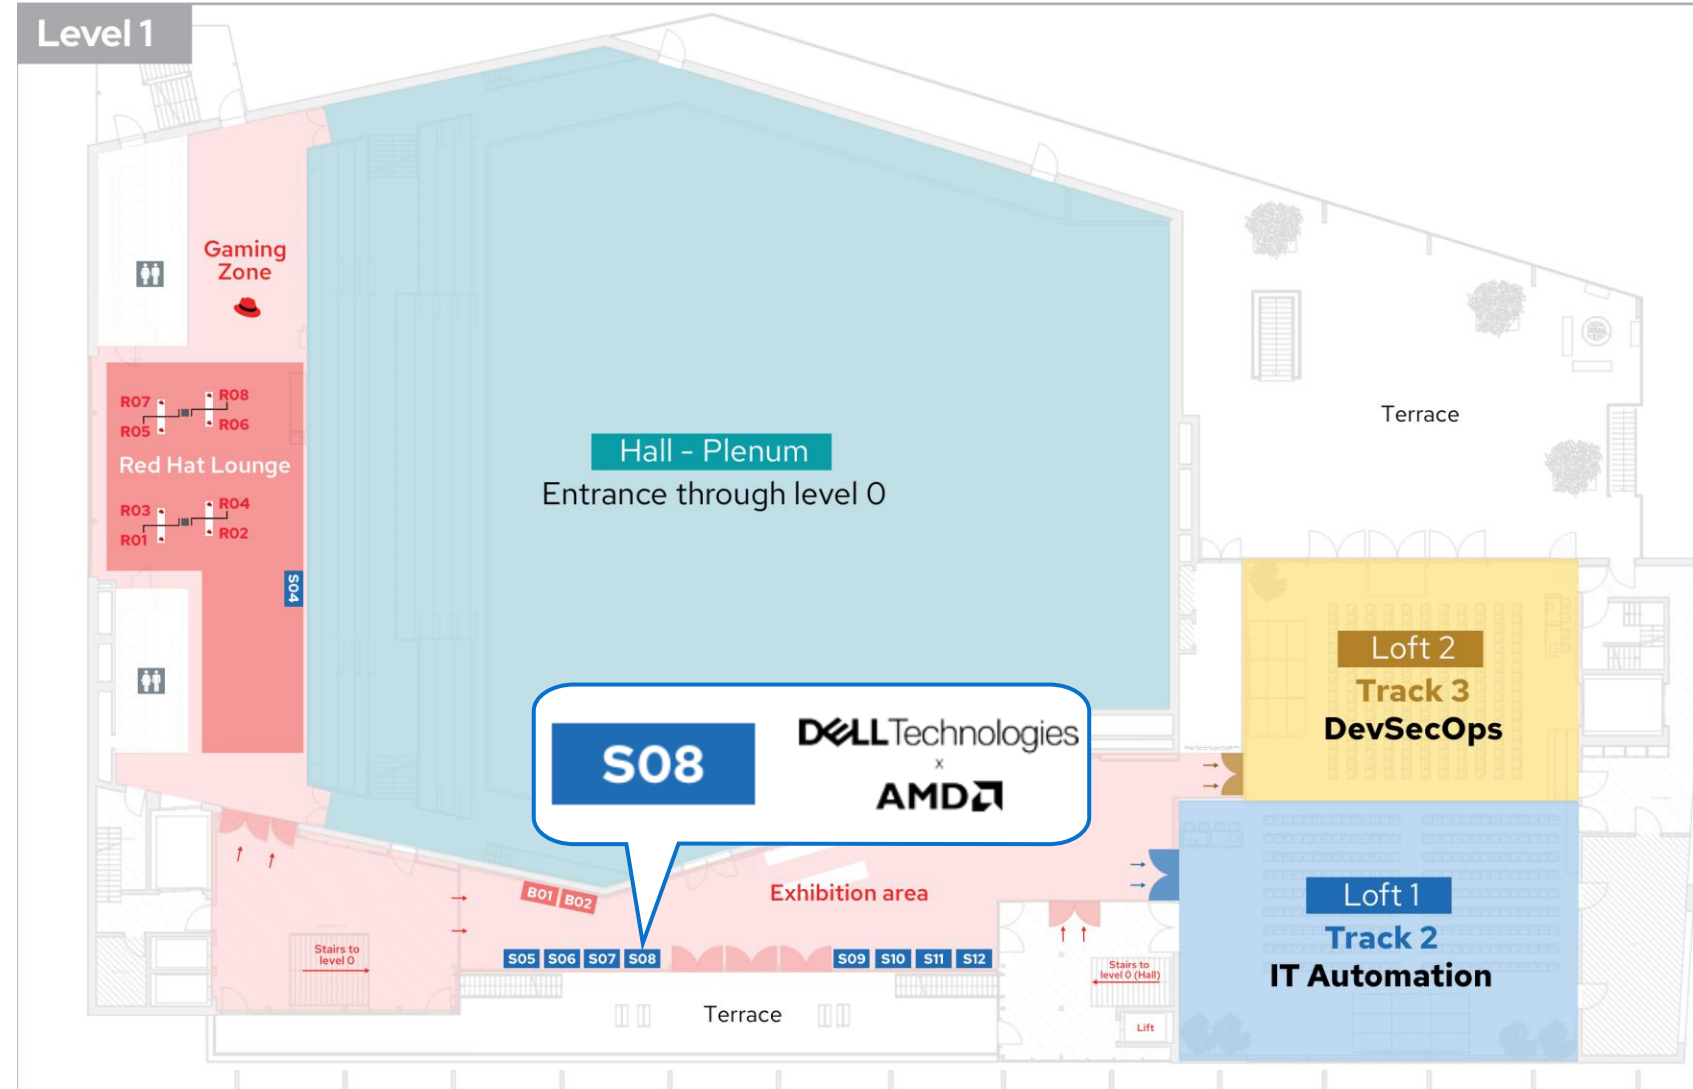 Level 1
Gaming
Zone
R07
R08
R05
R06
Red Hat Lounge
R03
R04
R01
R02
S04
Hall - Plenum
Entrance through level 0
Terrace
Loft 2
Track 3
DevSecOps
S08
DELLTechnologies
x
AMD
B01
B02
Exhibition area
Loft 1
Track 2
IT Automation
Stairs to
level 0
S05
S06
S07
S08
S09
S10
S11
S12
Stairs to
level 0 (Hall)
Terrace
Lift